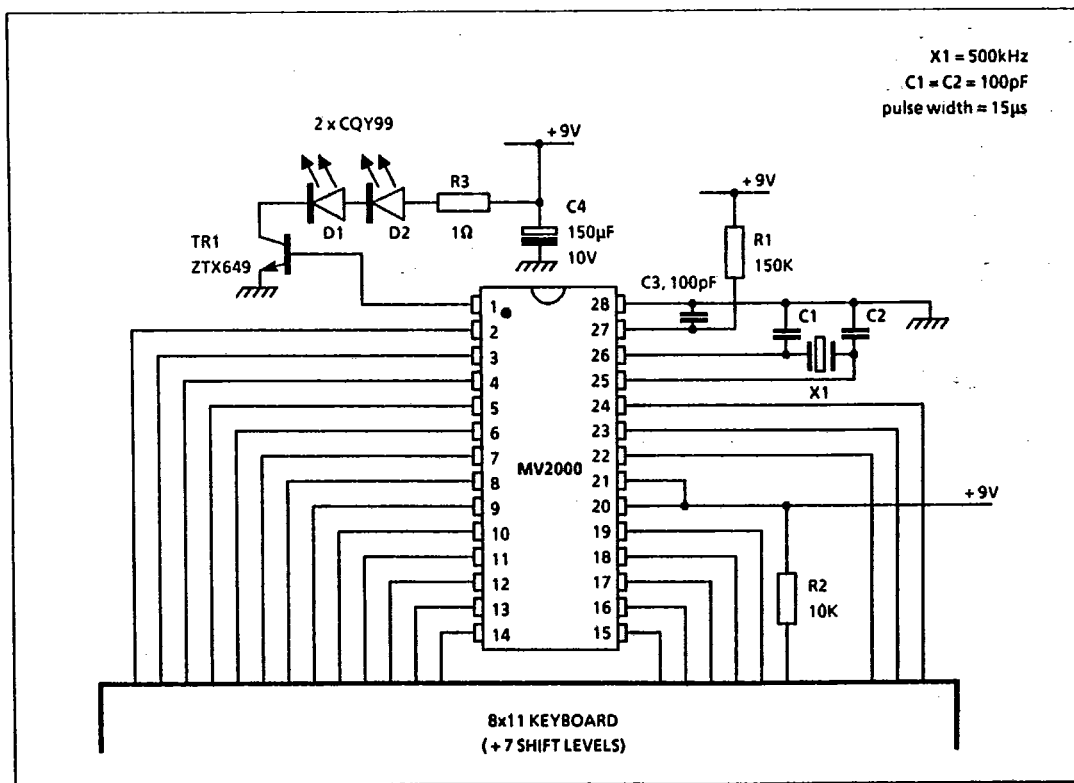 X1 = 500kHz
C1 = C2 = 100pF
pulse width = 15µs
2 x CQY99
+9V
R3
+9V
C4
D1
D2
1Ω
150µF
R1
TR1
10V
150K
ZTX649
C3, 100pF
1
28
C1
C2
2
27
3
26
4
25
X1
5
24
6
23
7
22
MV2000
8
21
+9V
9
20
10
19
11
18
12
17
R2
13
16
10K
14
15
8x11 KEYBOARD
(+7 SHIFT LEVELS)